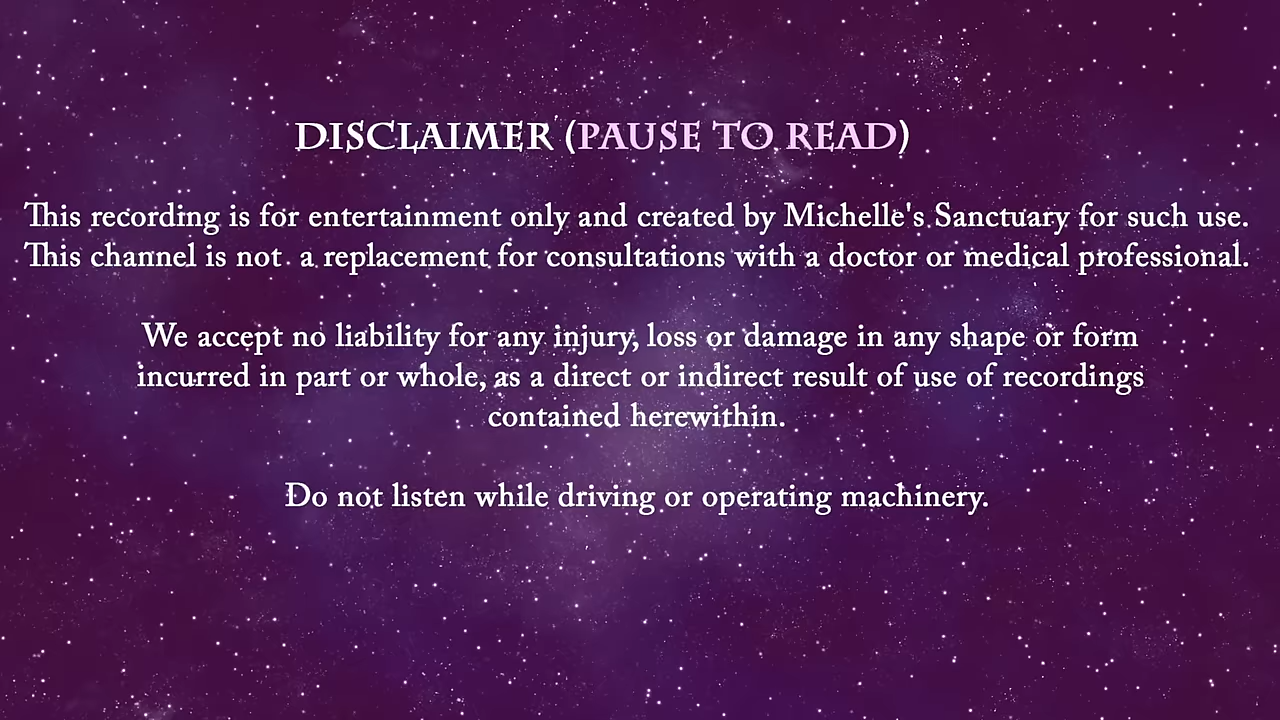 DISCLAIMER (PAUSE TO READ)
This recording is for entertainment only and created by Michelle's Sanctuary for such use.
This channel is not a replacement for consultations with a doctor or medical professional.
We accept no liability for any injury, loss or damage in any shape or form
incurred in part or whole, as a direct or indirect result of use of recordings
contained herewithin.
Do not listen while driving or operating machinery.